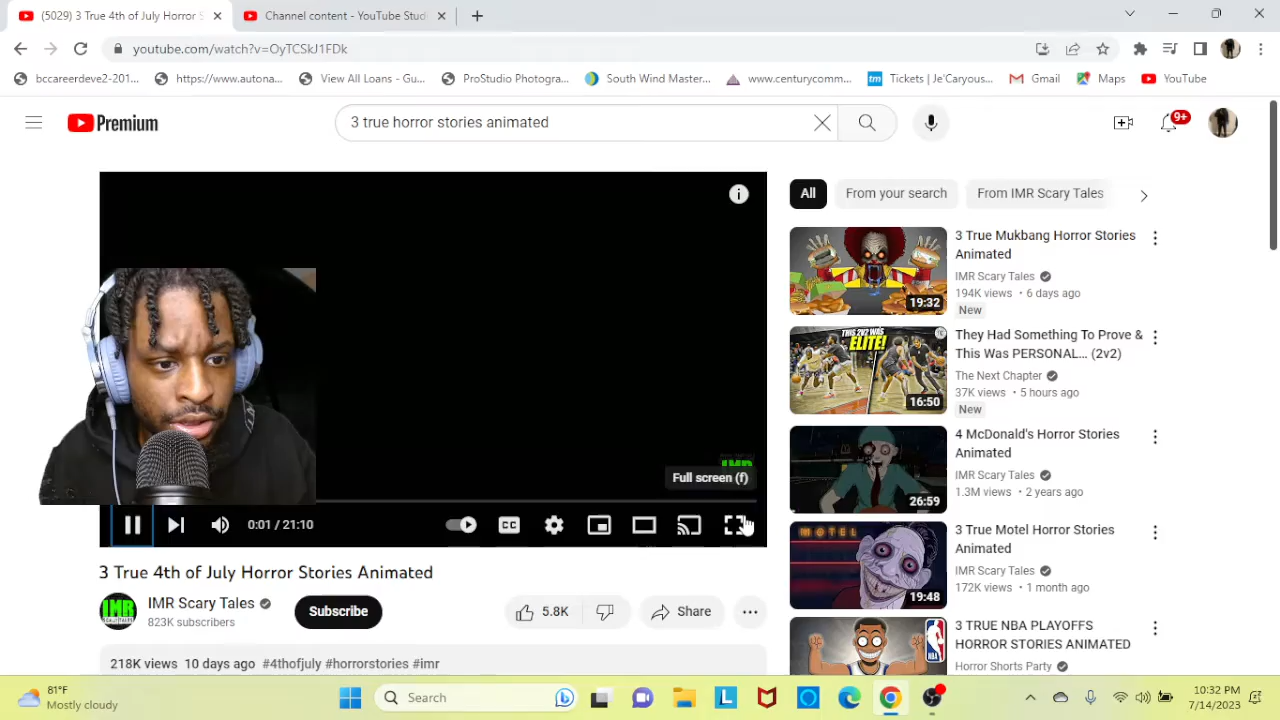 (5029) 3 True 4th of July Horror S
Channel content - YouTube Stud
youtube.com/watch?v=OyTCSkJ1FDk
bccareerdeve2-201...
https://www.autona...
View All Loans - Gu...
ProStudio Photogra...
South Wind Master...
www.centurycomm...
tm
Tickets | Je'Caryous...
Gmail
Maps
YouTube
Premium
3 true horror stories animated
9+
All
From your search
From IMR Scary Tales
3 True Mukbang Horror Stories
Animated
IMR Scary Tales
194K views • 6 days ago
New
19:32
THIS 2V2 WAS
ELITE!
They Had Something To Prove &
This Was PERSONAL... (2v2)
The Next Chapter
37K views • 5 hours ago
New
16:50
4 McDonald's Horror Stories
Animated
IMR Scary Tales
1.3M views • 2 years ago
26:59
MOTEL
3 True Motel Horror Stories
Animated
IMR Scary Tales
172K views • 1 month ago
19:48
3 TRUE NBA PLAYOFFS
HORROR STORIES ANIMATED
Horror Shorts Party
IMR
Full screen (f)
0:01 / 21:10
CC
3 True 4th of July Horror Stories Animated
IMR
IMR Scary Tales
823K subscribers
Subscribe
5.8K
Share
218K views 10 days ago #4thofjuly #horrorstories #imr
81°F
Mostly cloudy
Search
L
10:32 PM
7/14/2023